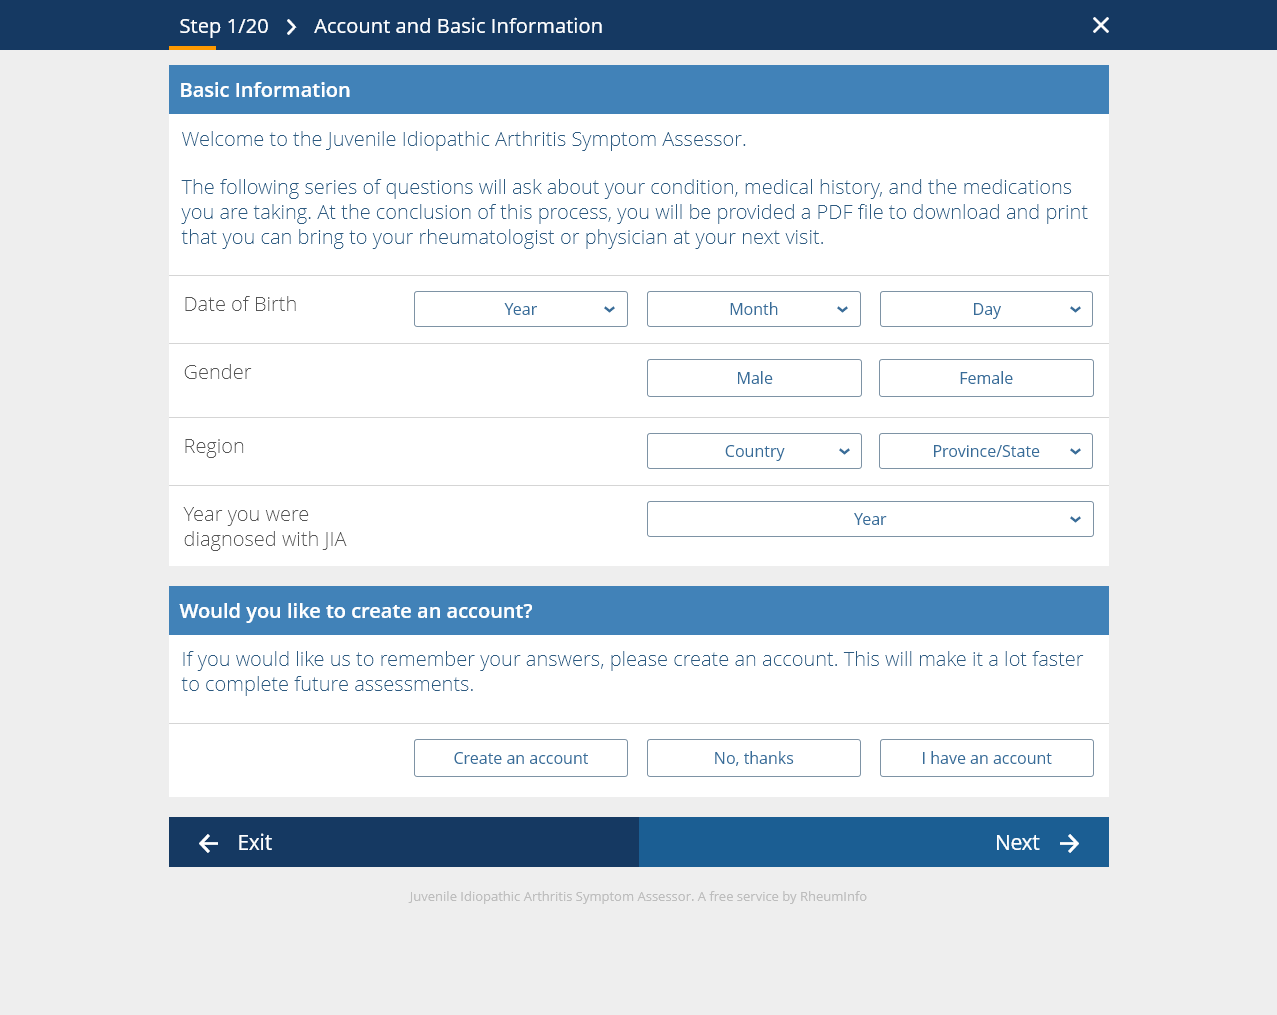 Step 1/20 Account and Basic Information
Basic Information
Welcome to the Juvenile Idiopathic Arthritis Symptom Assessor.
The following series of questions will ask about your condition, medical history, and the medications
you are taking. At the conclusion of this process, you will be provided a PDF file to download and print
that you can bring to your rheumatologist or physician at your next visit.
Date of Birth Year Month Day
Gender Male Female
Region Country Province/State
Year you were Year
diagnosed with JIA
Would you like to create an account?
If you would like us to remember your answers, please create an account. This will make it a lot faster
to complete future assessments.
Create an account No, thanks I have an account
Exit Next
Juvenile Idiopathic Arthritis Symptom Assessor. A free service by RheumInfo